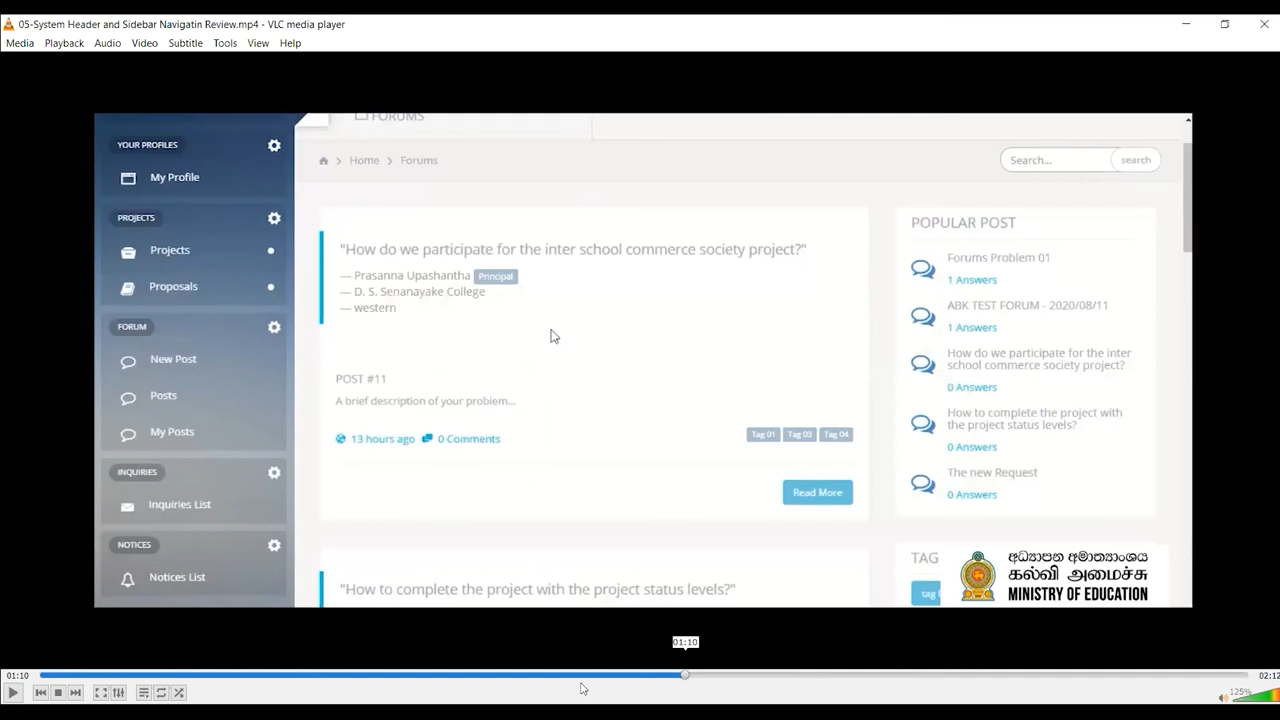 05-System Header and Sidebar Navigatin Review.mp4 - VLC media player
Media Playback Audio Video Subtitle Tools View Help
FORUMS
YOUR PROFILES
My Profile
PROJECTS
Projects
Proposals
FORUM
New Post
Posts
My Posts
INQUIRIES
Inquiries List
NOTICES
Notices List
Home Forums
Search... search
"How do we participate for the inter school commerce society project?"
— Prasanna Upashantha Principal
— D. S. Senanayake College
— western
POST #11
A brief description of your problem...
13 hours ago 0 Comments
Tag 01 Tag 03 Tag 04
Read More
"How to complete the project with the project status levels?"
POPULAR POST
Forums Problem 01
1 Answers
ABK TEST FORUM - 2020/08/11
1 Answers
How do we participate for the inter
school commerce society project?
0 Answers
How to complete the project with
the project status levels?
0 Answers
The new Request
0 Answers
TAG
tag
අධ්‍යාපන අමාත්‍යාංශය
கல்வி அமைச்சு
MINISTRY OF EDUCATION
01:10
01:10
02:12
125%